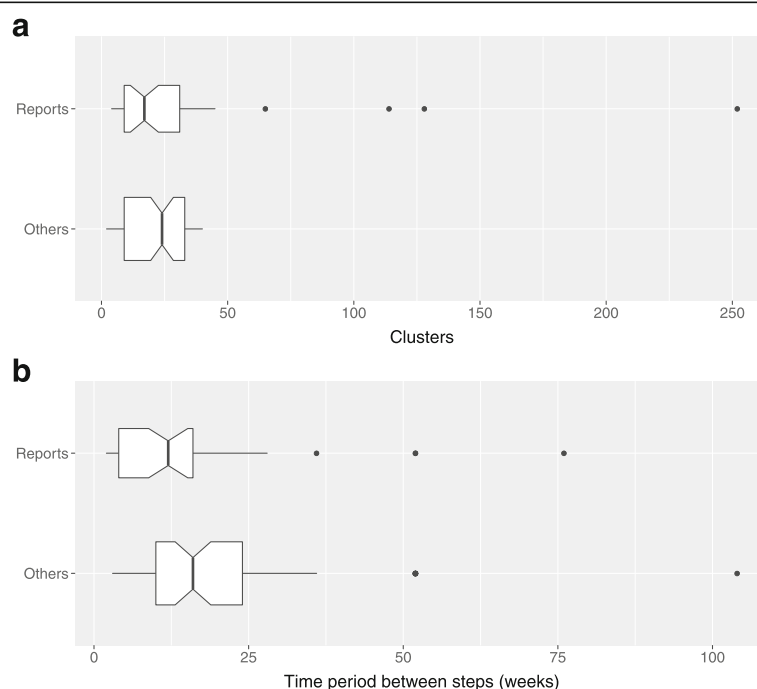 a
Reports
Others
0 50 100 150 200 250
Clusters
b
Reports
Others
0 25 50 75 100
Time period between steps (weeks)